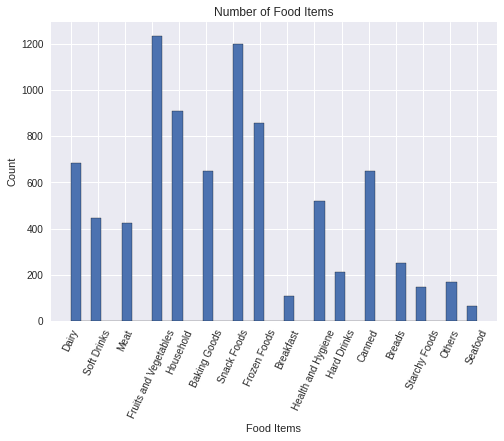 Number of Food Items
Count
1200
1000
800
600
400
200
0
Dairy
Soft Drinks
Meat
Fruits and Vegetables
Household
Baking Goods
Snack Foods
Frozen Foods
Breakfast
Health and Hygiene
Hard Drinks
Canned
Breads
Starchy Foods
Others
Seafood
Food Items